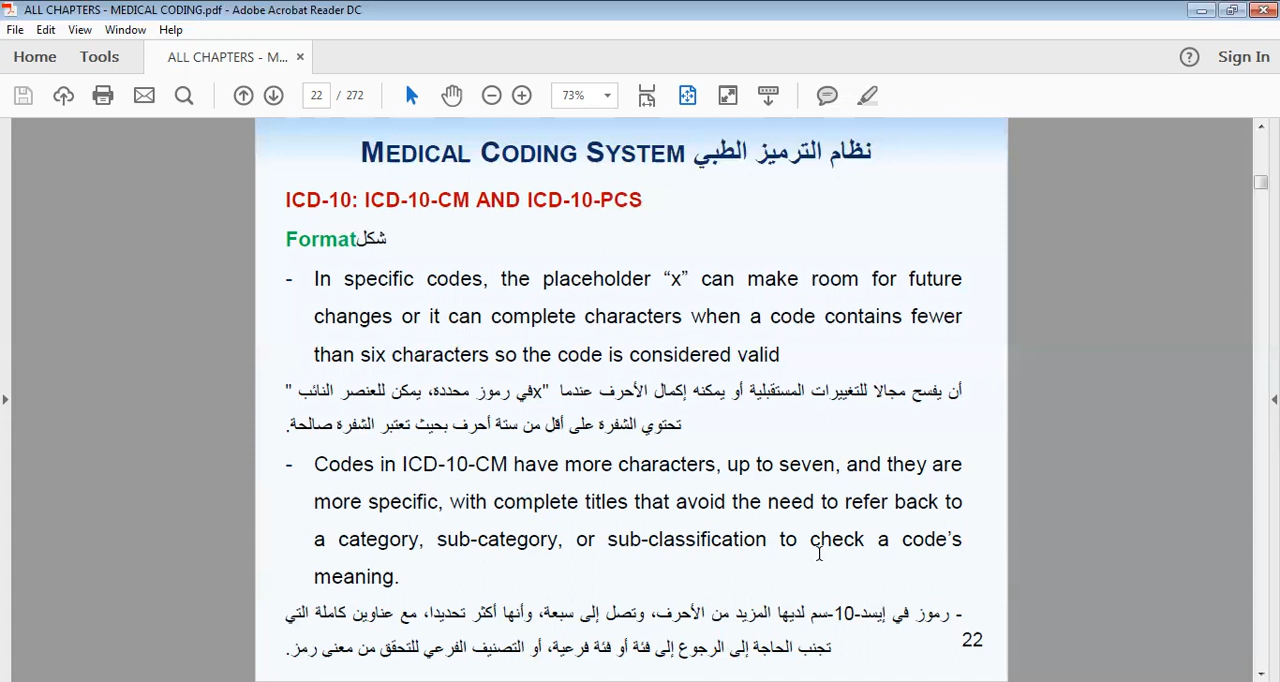 ALL CHAPTERS - MEDICAL CODING.pdf - Adobe Acrobat Reader DC
File Edit View Window Help
Home Tools ALL CHAPTERS - M... × ? Sign In
22 / 272 73%
MEDICAL CODING SYSTEM نظام الترميز الطبي
ICD-10: ICD-10-CM AND ICD-10-PCS
Formatشكل
- In specific codes, the placeholder “x” can make room for future
changes or it can complete characters when a code contains fewer
than six characters so the code is considered valid
أن يفسح مجالا للتغييرات المستقبلية أو يمكنه إكمال الأحرف عندما "xفي رموز محددة، يمكن للعنصر النائب "
تحتوي الشفرة على أقل من ستة أحرف بحيث تعتبر الشفرة صالحة.
- Codes in ICD-10-CM have more characters, up to seven, and they are
more specific, with complete titles that avoid the need to refer back to
a category, sub-category, or sub-classification to check a code’s
meaning.
- رموز في إيسد-10-سم لديها المزيد من الأحرف، وتصل إلى سبعة، وأنها أكثر تحديدا، مع عناوين كاملة التي
تجنب الحاجة إلى الرجوع إلى فئة أو فئة فرعية، أو التصنيف الفرعي للتحقق من معنى رمز.
22